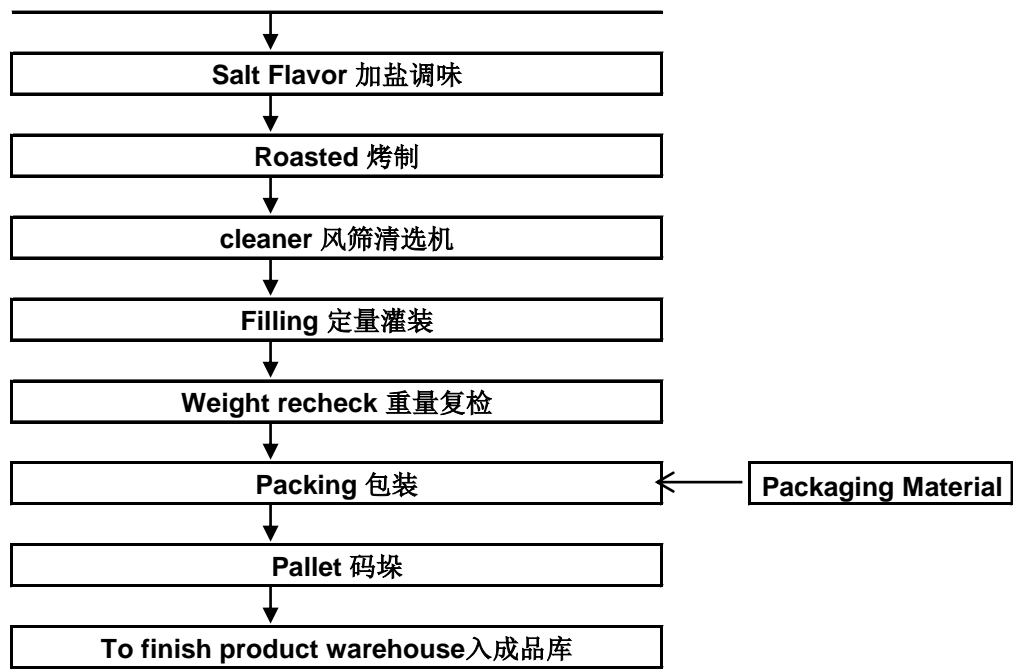 Salt Flavor 加盐调味
Roasted 烤制
cleaner 风筛清选机
Filling 定量灌装
Weight recheck 重量复检
Packing 包装
Packaging Material
Pallet 码垛
To finish product warehouse入成品库